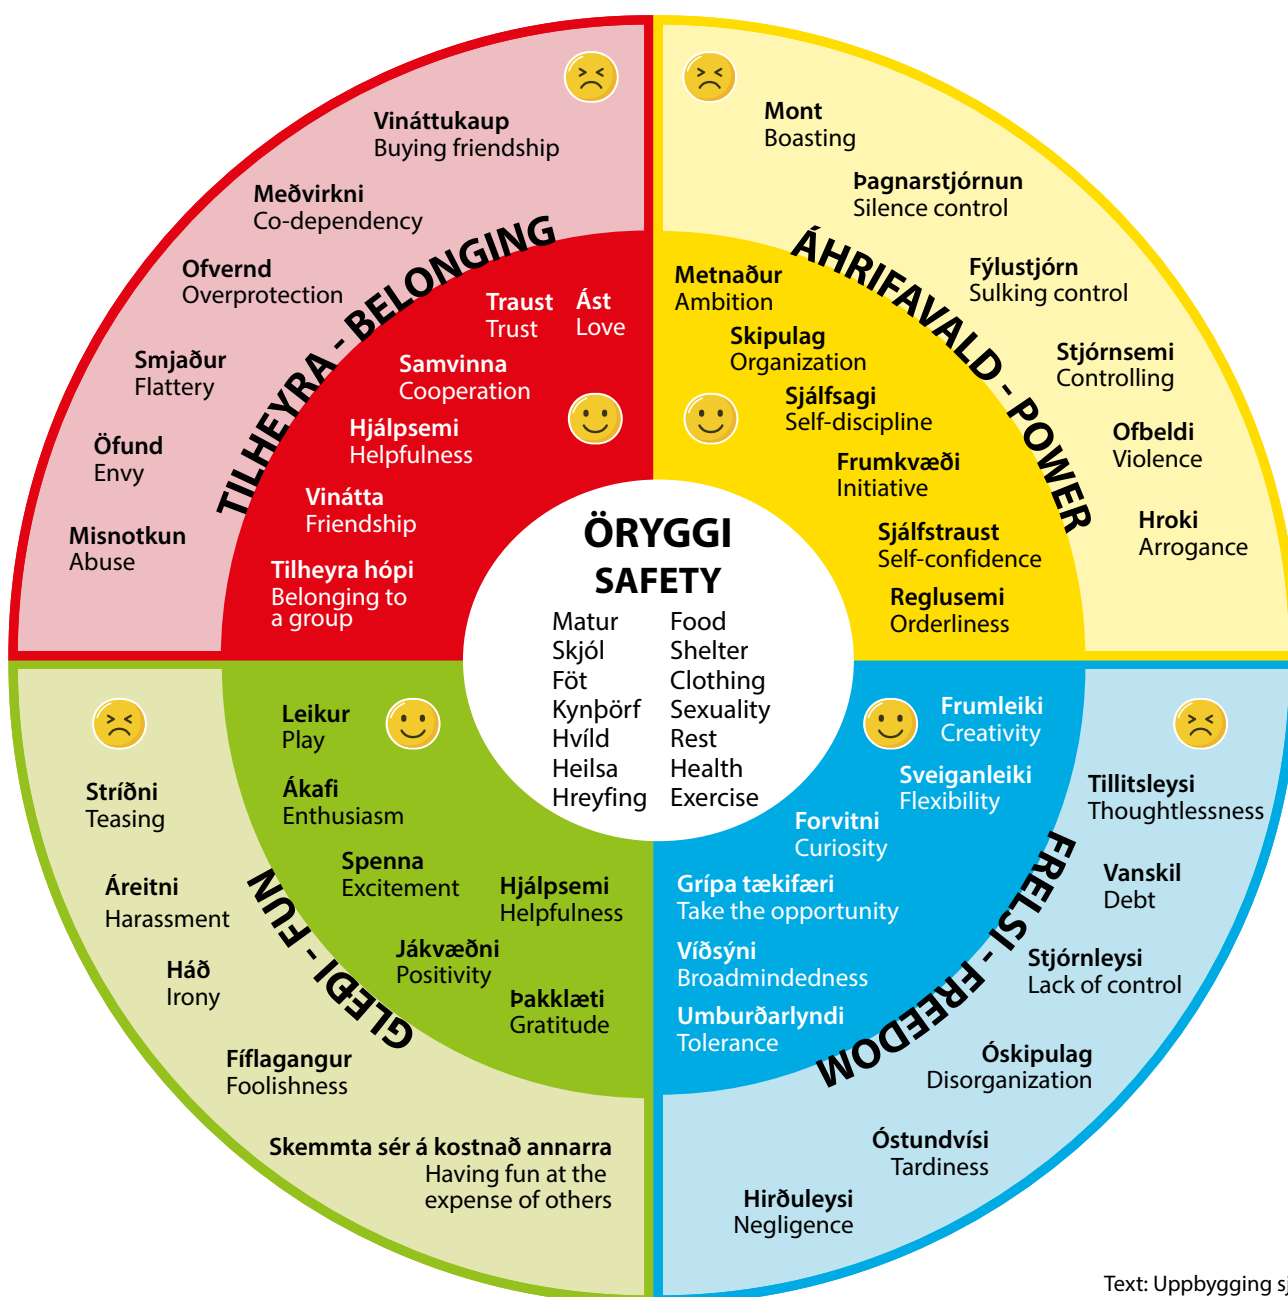 TILHEYRA - BELONGING
Vináttukaup
Buying friendship
Meðvirkni
Co-dependency
Ofvernd
Overprotection
Smjaður
Flattery
Öfund
Envy
Misnotkun
Abuse
Traust
Trust
Ást
Love
Samvinna
Cooperation
Hjálpsemi
Helpfulness
Vinátta
Friendship
Tilheyra hópi
Belonging to
a group
ÁHRIFAVALD - POWER
Mont
Boasting
Þagnarstjórnun
Silence control
Fýlustjórn
Sulking control
Stjórnsemi
Controlling
Ofbeldi
Violence
Hroki
Arrogance
Metnaður
Ambition
Skipulag
Organization
Sjálfsagi
Self-discipline
Frumkvæði
Initiative
Sjálfstraust
Self-confidence
Reglusemi
Orderliness
ÖRYGGI
SAFETY
Matur Food
Skjól Shelter
Föt Clothing
Kynþörf Sexuality
Hvíld Rest
Heilsa Health
Hreyfing Exercise
GLEÐI - FUN
Leikur
Play
Ákafi
Enthusiasm
Spenna
Excitement
Hjálpsemi
Helpfulness
Jákvæðni
Positivity
Þakklæti
Gratitude
Stríðni
Teasing
Áreitni
Harassment
Háð
Irony
Fíflagangur
Foolishness
Skemmta sér á kostnað annarra
Having fun at the
expense of others
FRELSI - FREEDOM
Frumleiki
Creativity
Sveiganleiki
Flexibility
Forvitni
Curiosity
Grípa tækifæri
Take the opportunity
Víðsýni
Broadmindedness
Umburðarlyndi
Tolerance
Tillitsleysi
Thoughtlessness
Vanskil
Debt
Stjórnleysi
Lack of control
Óskipulag
Disorganization
Óstundvísi
Tardiness
Hirðuleysi
Negligence
Text: Uppbygging